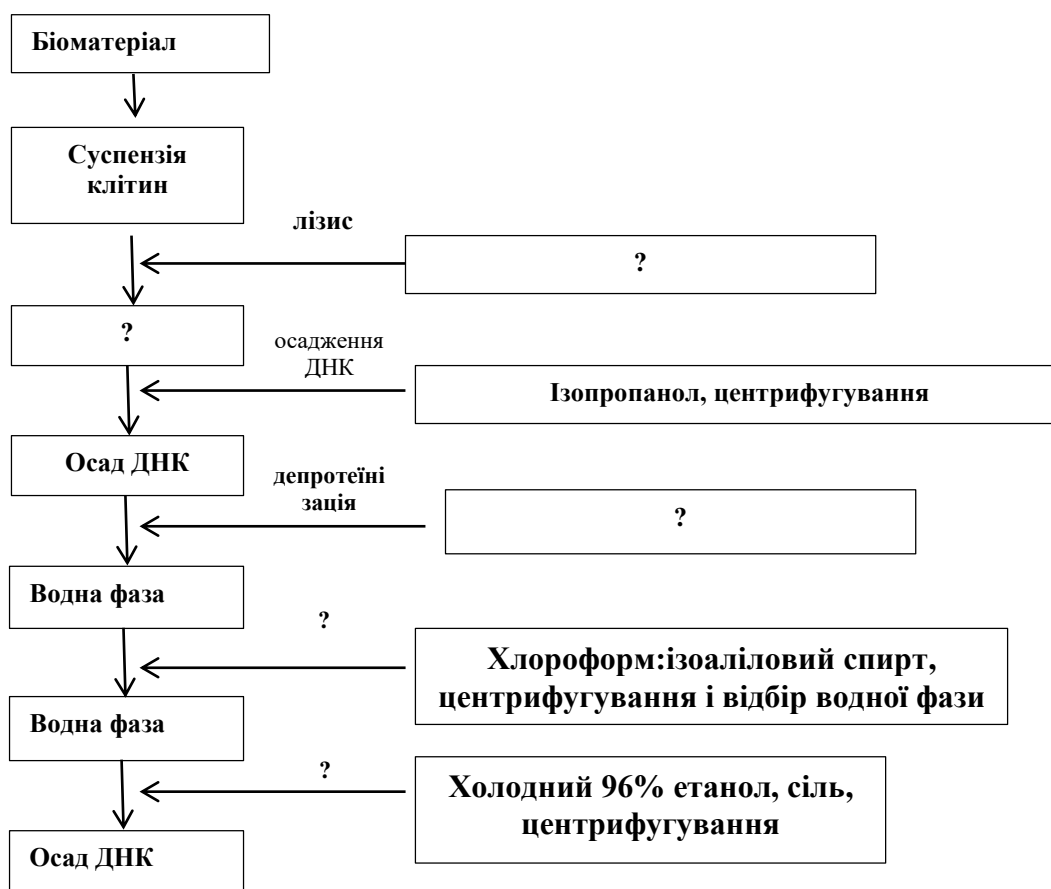 Біоматеріал
Суспензія
клітин
лізис
?
?
осадження
ДНК
Ізопропанол, центрифугування
Осад ДНК
депротеїні
зація
?
Водна фаза
?
Хлороформ:ізоаліловий спирт,
центрифугування і відбір водної фази
Водна фаза
?
Холодний 96% етанол, сіль,
центрифугування
Осад ДНК